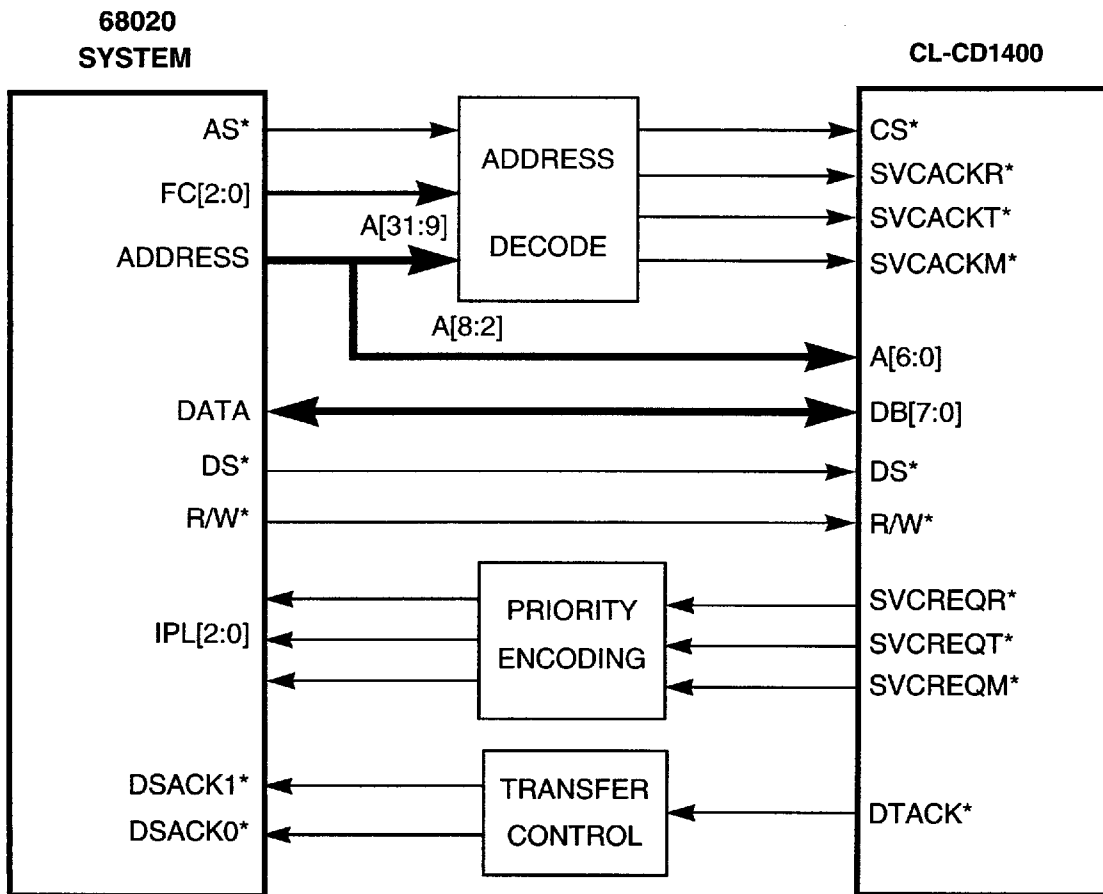 68020
SYSTEM
CL-CD1400
AS*
FC[2:0]
A[31:9]
ADDRESS
A[8:2]
DATA
DS*
R/W*
IPL[2:0]
DSACK1*
DSACK0*
ADDRESS
DECODE
PRIORITY
ENCODING
TRANSFER
CONTROL
CS*
SVCACKR*
SVCACKT*
SVCACKM*
A[6:0]
DB[7:0]
DS*
R/W*
SVCREQR*
SVCREQT*
SVCREQM*
DTACK*